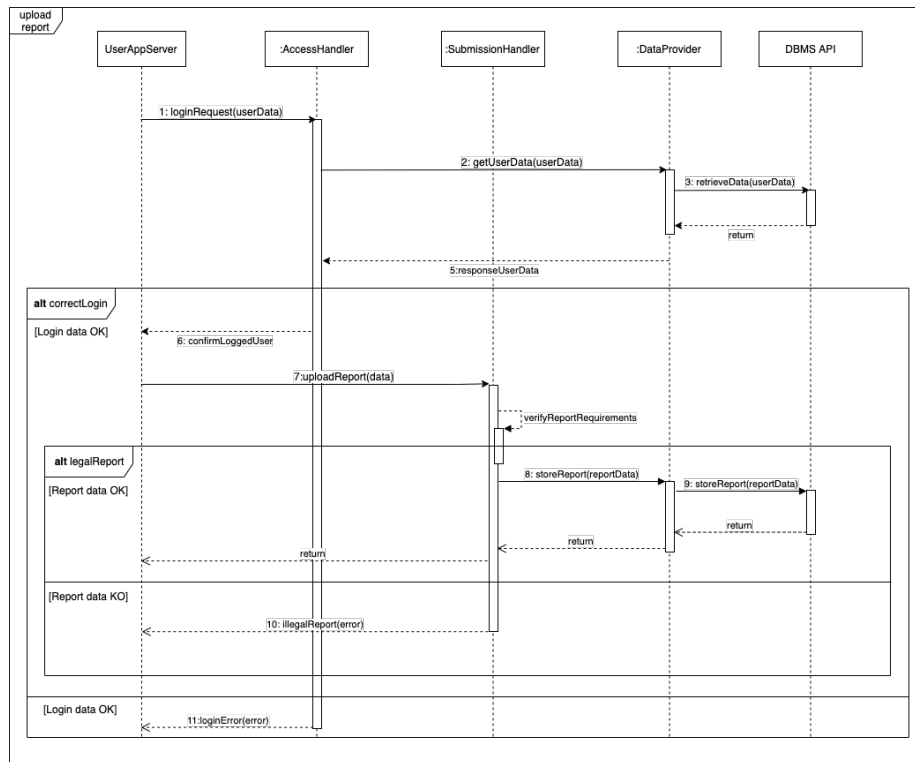 upload
report
UserAppServer
:AccessHandler
:SubmissionHandler
:DataProvider
DBMS API
1: loginRequest(userData)
2: getUserData(userData)
3: retrieveData(userData)
return
5:responseUserData
alt correctLogin
[Login data OK]
6: confirmLoggedUser
7:uploadReport(data)
verifyReportRequirements
alt legalReport
[Report data OK]
8: storeReport(reportData)
9: storeReport(reportData)
return
return
return
[Report data KO]
10: illegalReport(error)
[Login data OK]
11:loginError(error)